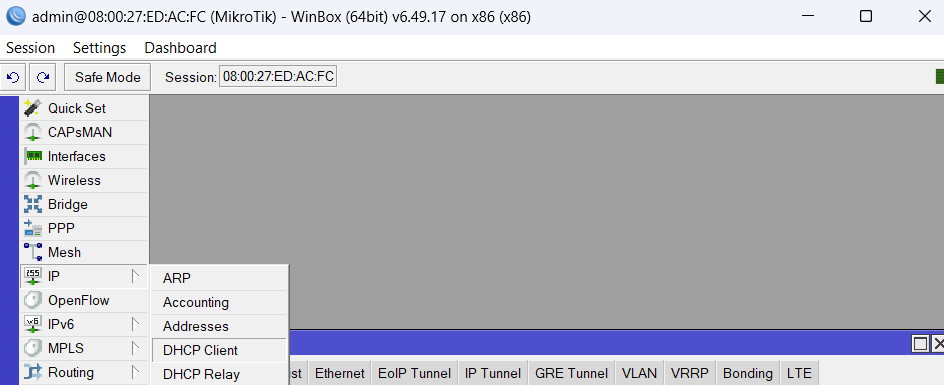 admin@08:00:27:ED:AC:FC (MikroTik) - WinBox (64bit) v6.49.17 on x86 (x86)
Session Settings Dashboard
Safe Mode Session: 08:00:27:ED:AC:FC
Quick Set
CAPsMAN
Interfaces
Wireless
Bridge
PPP
Mesh
IP
OpenFlow
IPv6
MPLS
Routing
ARP
Accounting
Addresses
DHCP Client
DHCP Relay
Ethernet EoIP Tunnel IP Tunnel GRE Tunnel VLAN VRRP Bonding LTE